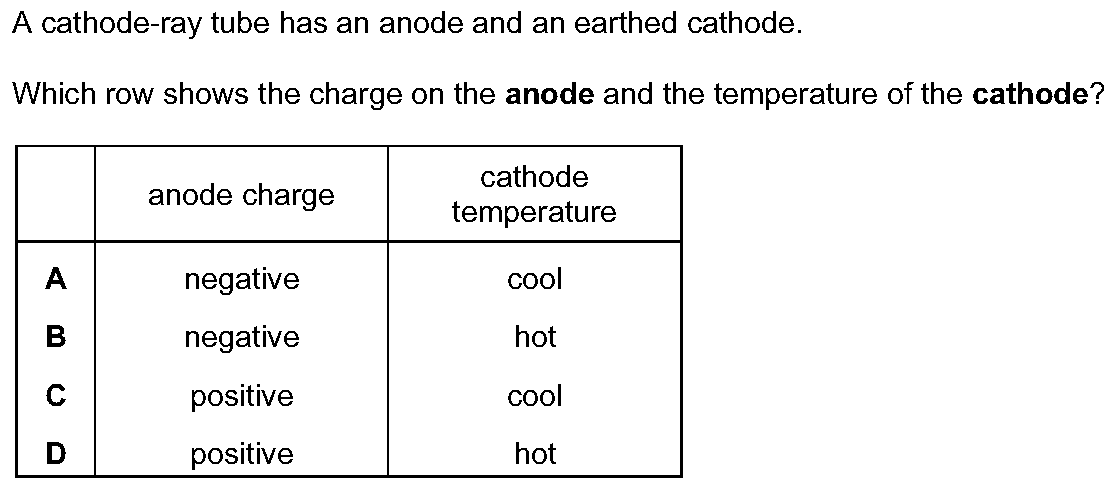 A cathode-ray tube has an anode and an earthed cathode.
Which row shows the charge on the anode and the temperature of the cathode?
anode charge cathode temperature
A negative cool
B negative hot
C positive cool
D positive hot